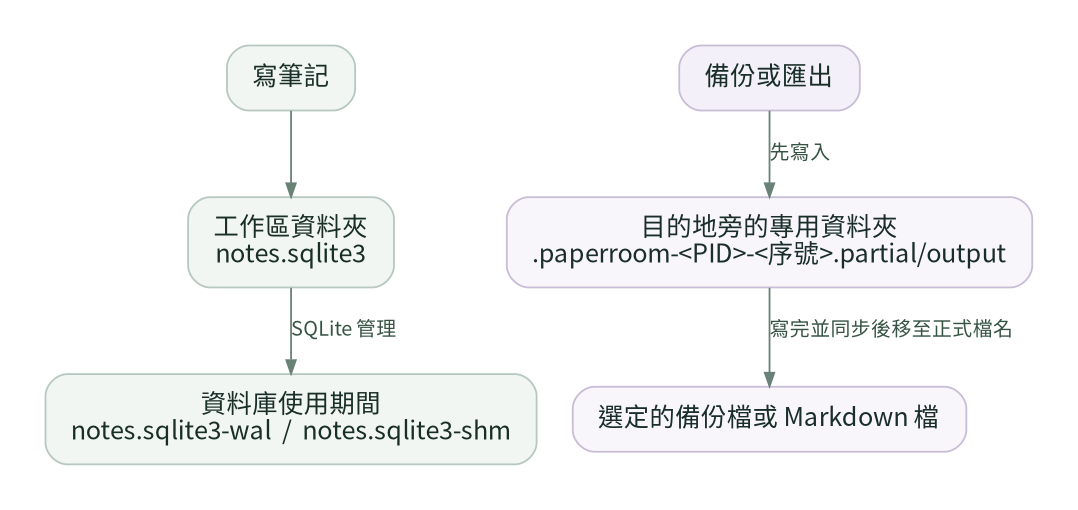 寫筆記
工作區資料夾
notes.sqlite3
SQLite 管理
資料庫使用期間
notes.sqlite3-wal / notes.sqlite3-shm
備份或匯出
先寫入
目的地旁的專用資料夾
.paperroom-<PID>-<序號>.partial/output
寫完並同步後移至正式檔名
選定的備份檔或 Markdown 檔